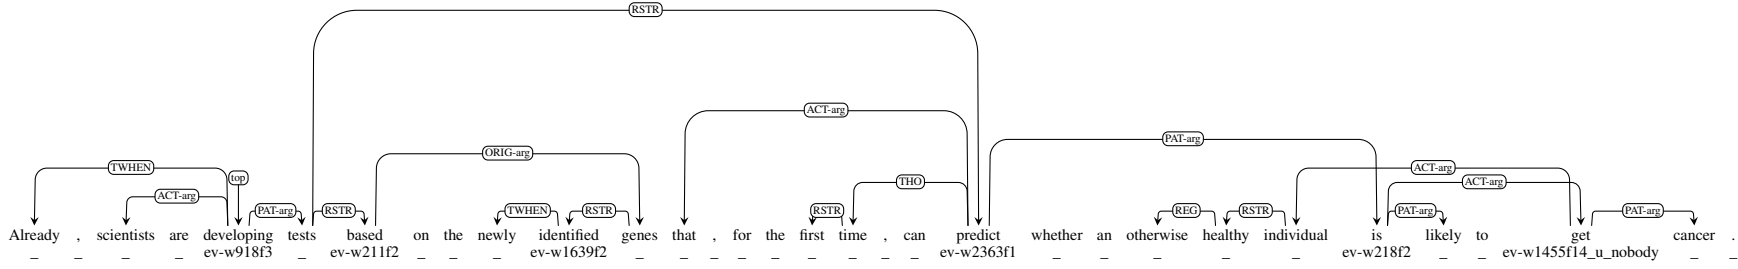 RSTR
ACT-arg
PAT-arg
ORIG-arg
TWHEN ACT-arg
top THO ACT-arg
ACT-arg
PAT-arg RSTR TWHEN RSTR RSTR REG RSTR PAT-arg PAT-arg
Already , scientists are developing tests based on the newly identified genes that , for the first time , can predict whether an otherwise healthy individual is likely to get cancer .
_ _ _ _ ev-w918f3 _ ev-w211f2 _ _ _ ev-w1639f2 _ _ _ _ _ _ _ _ _ ev-w2363f1 _ _ _ _ _ ev-w218f2 _ _ ev-w1455f14_u_nobody _ _